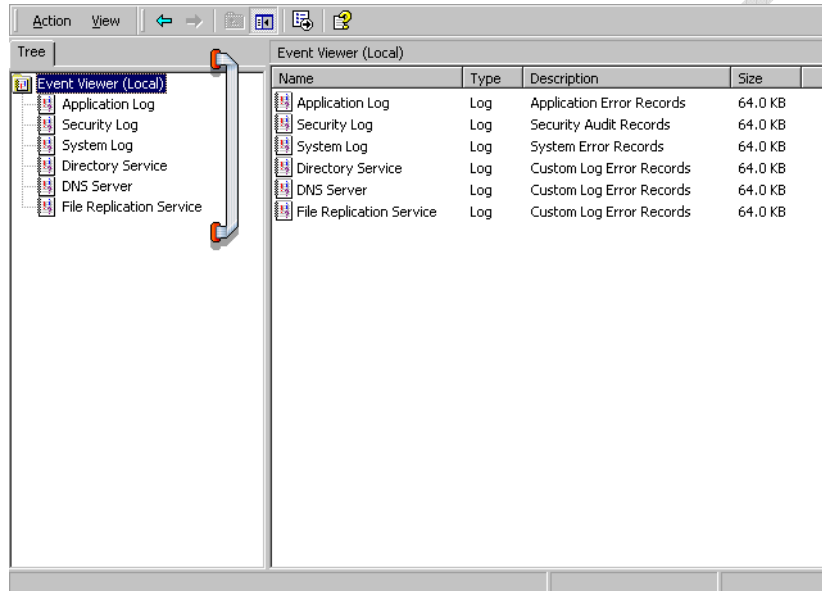 Action View
Tree
Event Viewer (Local)
Application Log
Security Log
System Log
Directory Service
DNS Server
File Replication Service
Event Viewer (Local)
Name Type Description Size
Application Log Log Application Error Records 64.0 KB
Security Log Log Security Audit Records 64.0 KB
System Log Log System Error Records 64.0 KB
Directory Service Log Custom Log Error Records 64.0 KB
DNS Server Log Custom Log Error Records 64.0 KB
File Replication Service Log Custom Log Error Records 64.0 KB